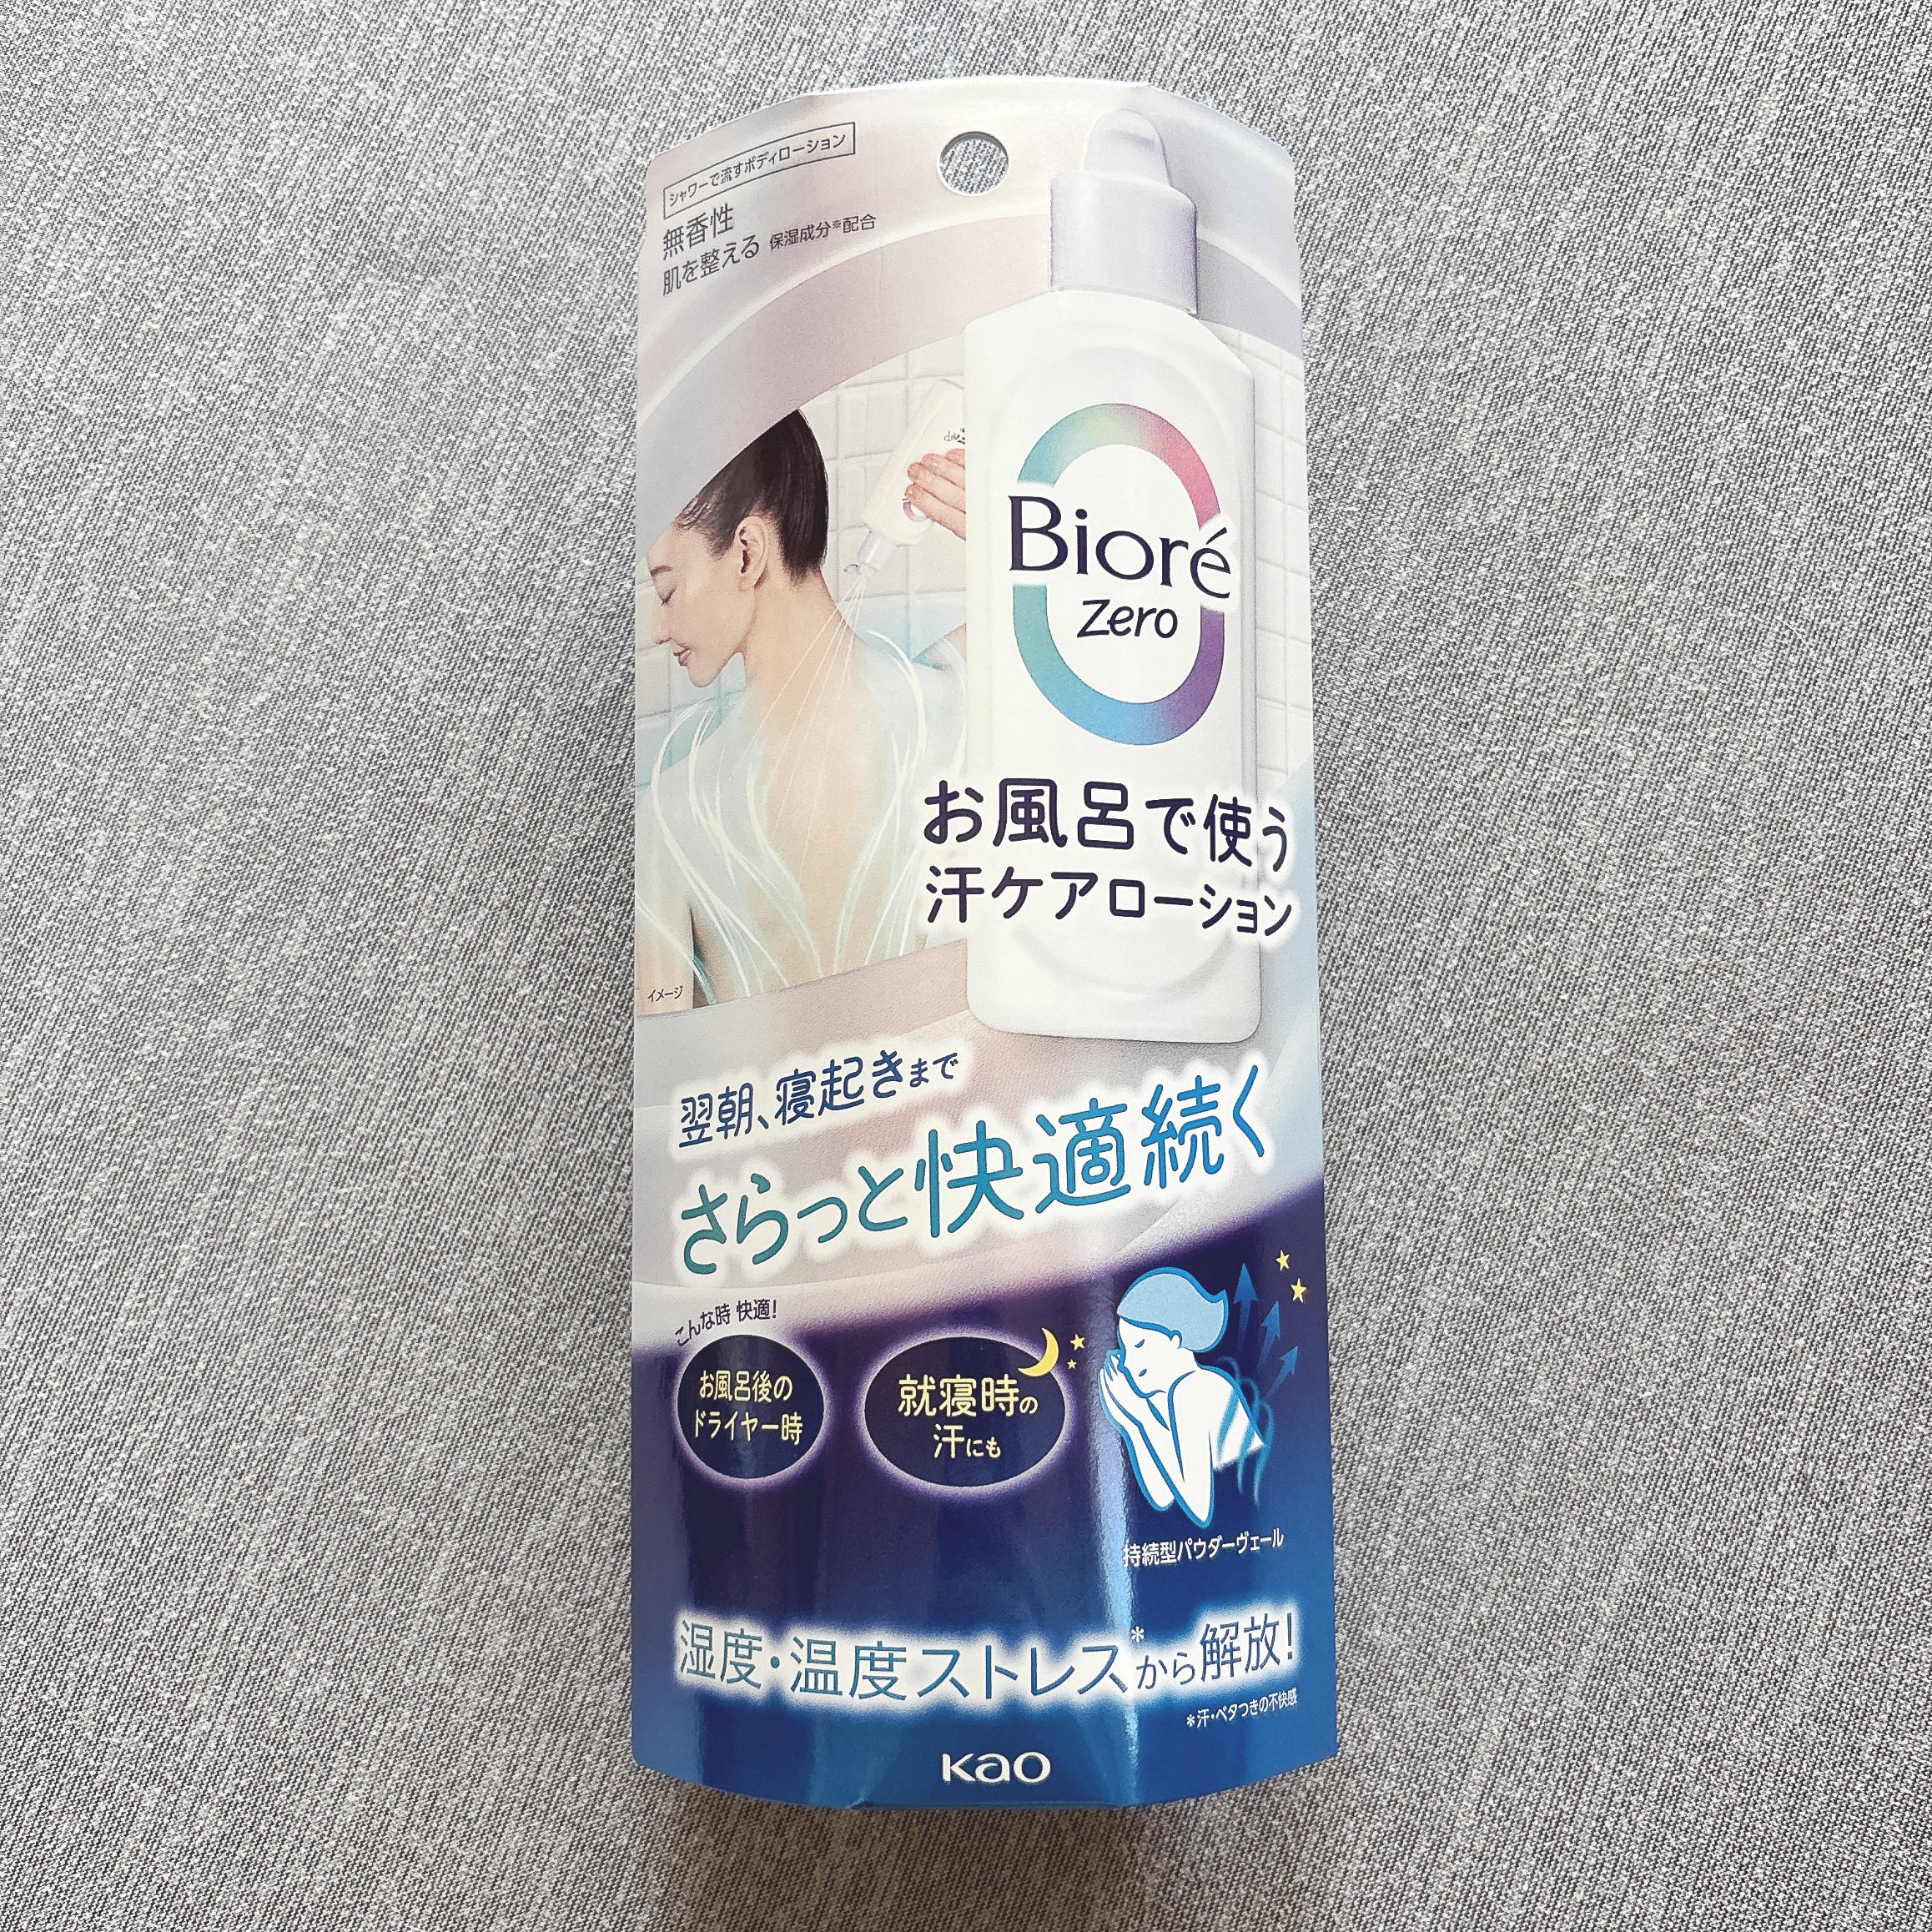 シャワーで流すボディローション
無香性
肌を整える 保湿成分※配合
Bioré
Zero
お風呂で使う
汗ケアローション
イメージ
翌朝、寝起きまで
さらっと快適続く
こんな時 快適!
お風呂後の
ドライヤー時
就寝時の
汗にも
持続型パウダーヴェール
湿度・温度ストレス*から解放!
*汗・ベタつきの不快感
Kao